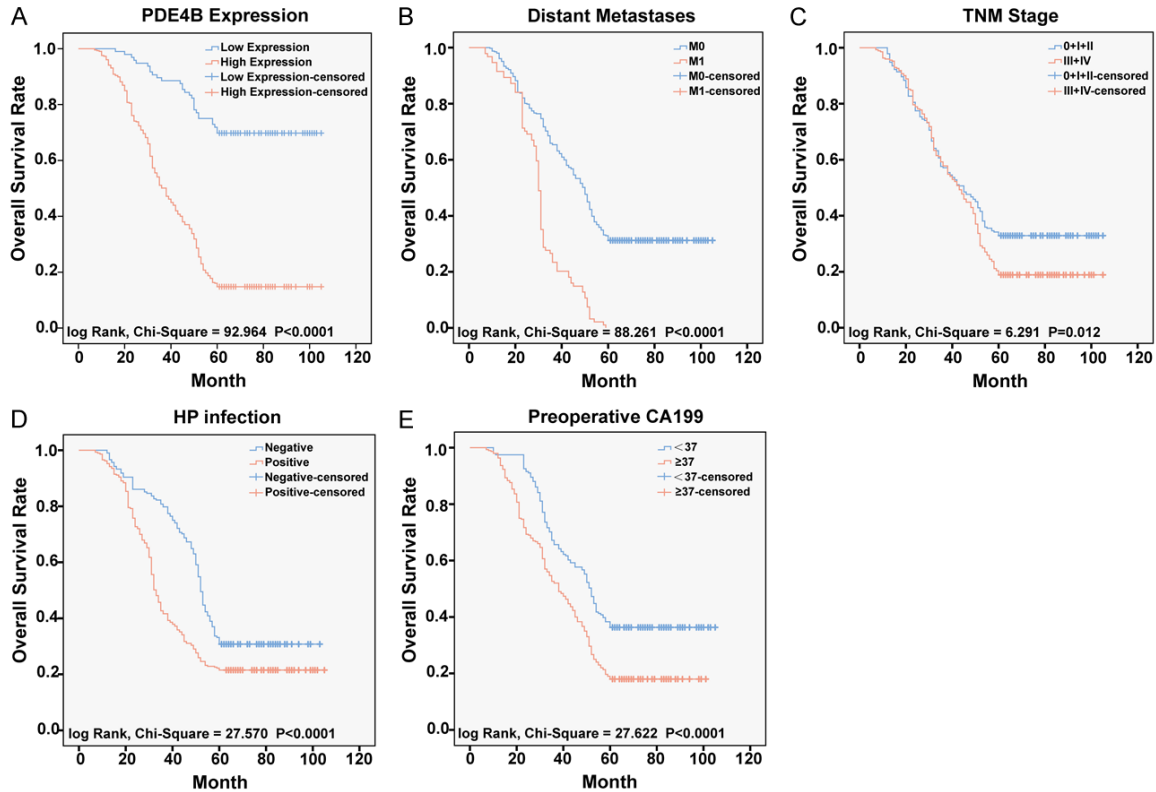 A
PDE4B Expression
Low Expression
High Expression
Low Expression-censored
High Expression-censored
Overall Survival Rate
1.0
0.8
0.6
0.4
0.2
0.0
log Rank, Chi-Square = 92.964 P<0.0001
0 20 40 60 80 100 120
Month
B
Distant Metastases
M0
M1
M0-censored
M1-censored
Overall Survival Rate
1.0
0.8
0.6
0.4
0.2
0.0
log Rank, Chi-Square = 88.261 P<0.0001
0 20 40 60 80 100 120
Month
C
TNM Stage
0+I+II
III+IV
0+I+II-censored
III+IV-censored
Overall Survival Rate
1.0
0.8
0.6
0.4
0.2
0.0
log Rank, Chi-Square = 6.291 P=0.012
0 20 40 60 80 100 120
Month
D
HP infection
Negative
Positive
Negative-censored
Positive-censored
Overall Survival Rate
1.0
0.8
0.6
0.4
0.2
0.0
log Rank, Chi-Square = 27.570 P<0.0001
0 20 40 60 80 100 120
Month
E
Preoperative CA199
<37
≥37
<37-censored
≥37-censored
Overall Survival Rate
1.0
0.8
0.6
0.4
0.2
0.0
log Rank, Chi-Square = 27.622 P<0.0001
0 20 40 60 80 100 120
Month